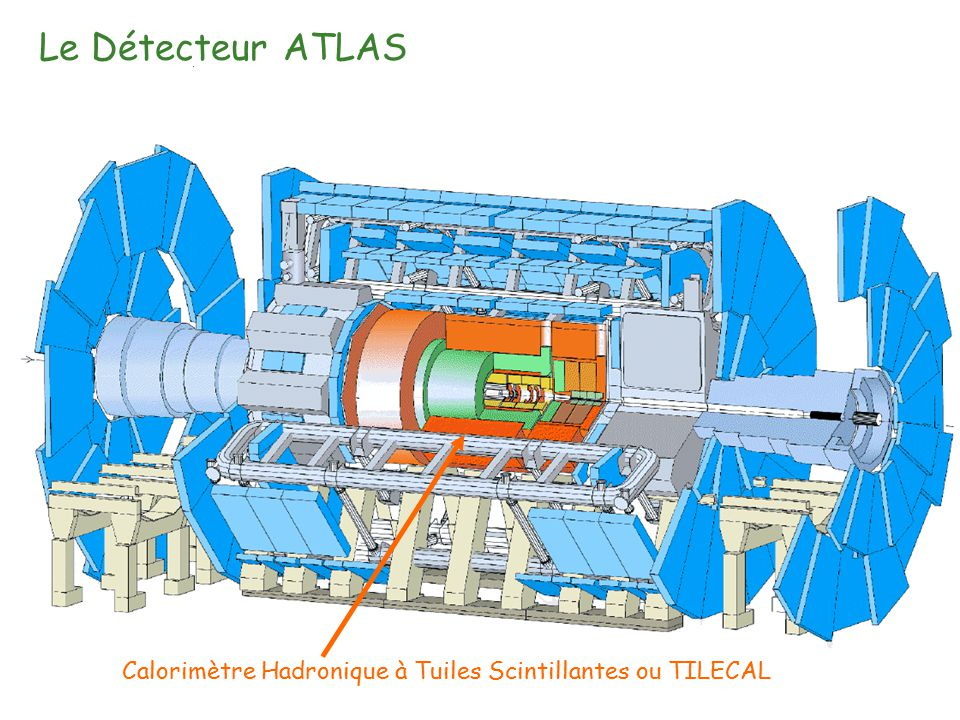 Le Détecteur ATLAS
Calorimètre Hadronique à Tuiles Scintillantes ou TILECAL